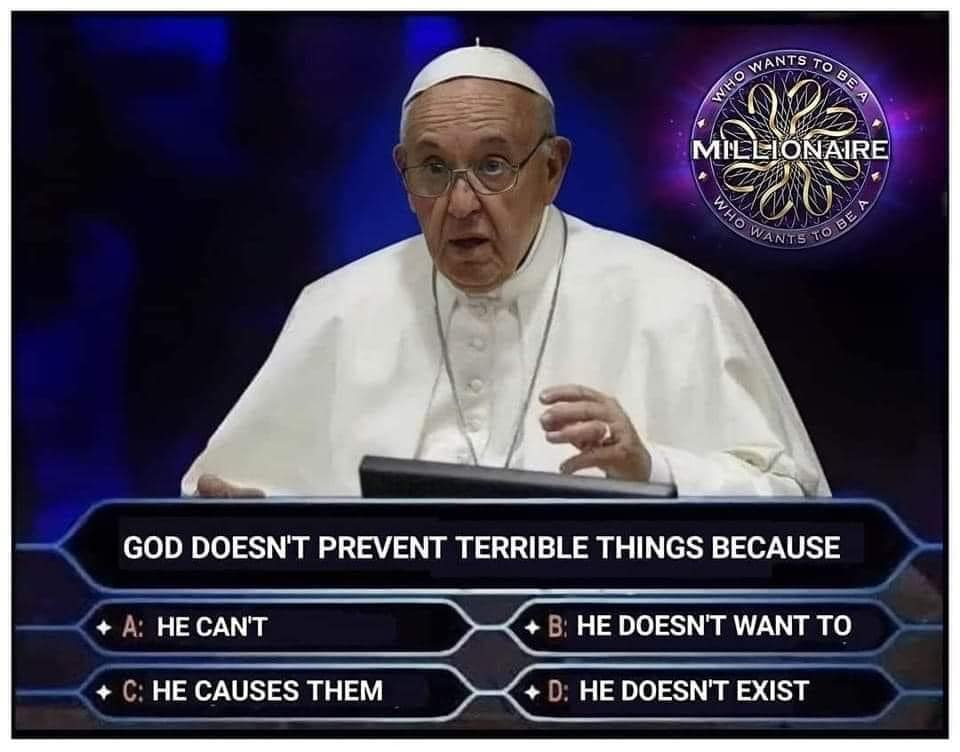 WHO WANTS TO BE A
MILLIONAIRE
WHO WANTS TO BE A
GOD DOESN'T PREVENT TERRIBLE THINGS BECAUSE
A: HE CAN'T
B: HE DOESN'T WANT TO
C: HE CAUSES THEM
D: HE DOESN'T EXIST